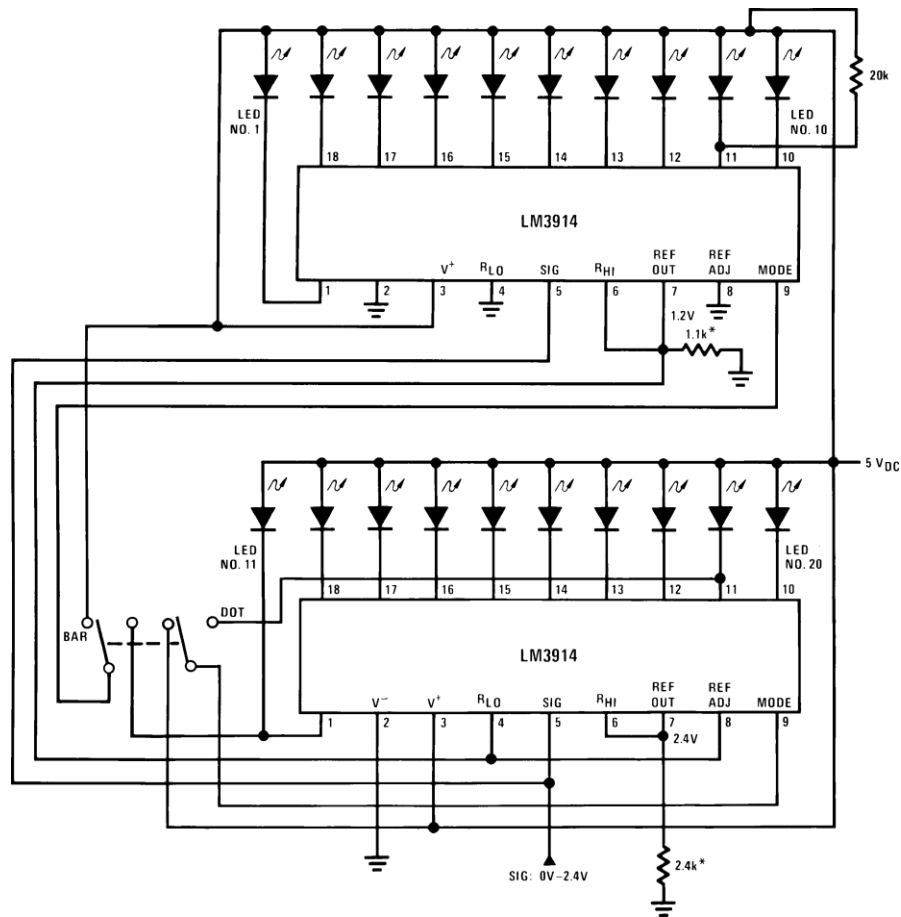 20k
LED
NO. 1
LED
NO. 10
18 17 16 15 14 13 12 11 10
LM3914
V+ RLO SIG RHI REF OUT REF ADJ MODE
1 2 3 4 5 6 7 8 9
1.2V
1.1k*
5 VDC
LED
NO. 11
LED
NO. 20
18 17 16 15 14 13 12 11 10
DOT
BAR
LM3914
V− V+ RLO SIG RHI REF OUT REF ADJ MODE
1 2 3 4 5 6 7 8 9
2.4V
2.4k*
SIG: 0V–2.4V